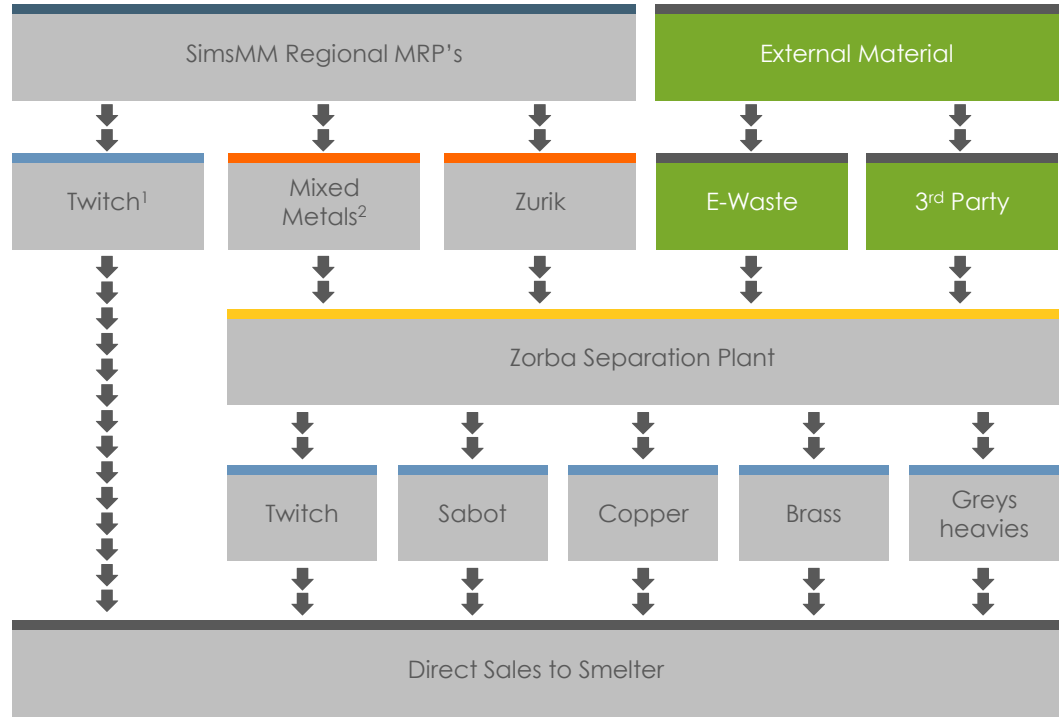 SimsMM Regional MRP's
External Material
Twitch¹
Mixed
Metals²
Zurik
E-Waste
3ʳᵈ Party
Zorba Separation Plant
Twitch
Sabot
Copper
Brass
Greys
heavies
Direct Sales to Smelter